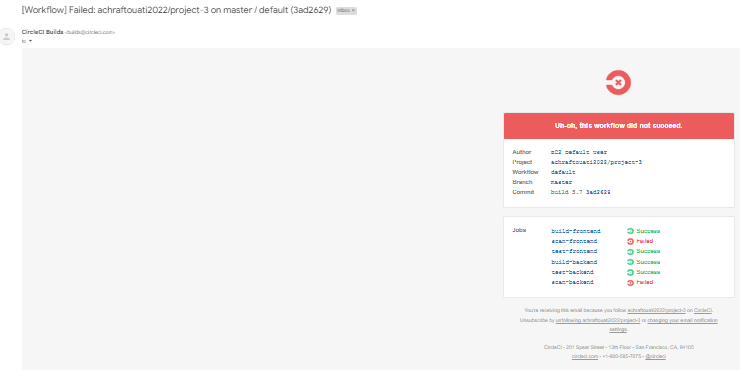 [Workflow] Failed: achraftouati2022/project-3 on master / default (3ad2629) Inbox ×
CircleCI Builds <builds@circleci.com>
to
Uh-oh, this workflow did not succeed.
Author EC2 Default User
Project achraftouati2022/project-3
Workflow default
Branch master
Commit build 5.7 3ad2629
Jobs build-frontend Success
scan-frontend Failed
test-frontend Success
build-backend Success
test-backend Success
scan-backend Failed
You're receiving this email because you follow achraftouati2022/project-3 on CircleCI.
Unsubscribe by unfollowing achraftouati2022/project-3 or changing your email notification
settings.
CircleCI - 201 Spear Street - 12th Floor - San Francisco, CA, 94105
circleci.com - +1-800-585-7075 - @circleci